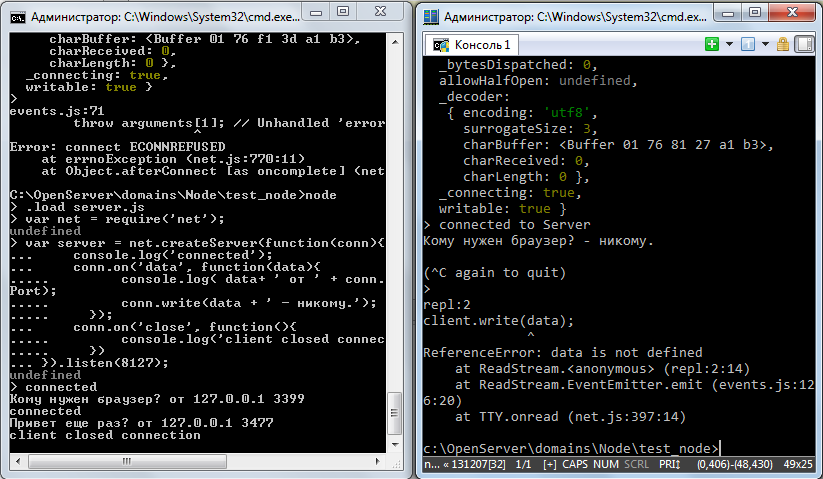 Администратор: C:\Windows\System32\cmd.exe...
charBuffer: <Buffer 01 76 f1 3d a1 b3>,
charReceived: 0,
charLength: 0 },
_connecting: true,
writable: true }
>
events.js:71
throw arguments[1]; // Unhandled 'error
^
Error: connect ECONNREFUSED
at errnoException (net.js:770:11)
at Object.afterConnect [as oncomplete] (net
C:\OpenServer\domains\Node\test_node>node
> .load server.js
> var net = require('net');
undefined
> var server = net.createServer(function(conn){
... console.log('connected');
... conn.on('data', function(data){
..... console.log( data+ ' от ' + conn.
Port);
..... conn.write(data + ' - никому.');
..... });
... conn.on('close', function(){
..... console.log('client closed connec
..... })
... }).listen(8127);
undefined
> connected
Кому нужен браузер? от 127.0.0.1 3399
connected
Привет еще раз? от 127.0.0.1 3477
client closed connection
Администратор: C:\Windows\System32\cmd.exe...
Консоль 1
_bytesDispatched: 0,
allowHalfOpen: undefined,
_decoder:
{ encoding: 'utf8',
surrogateSize: 3,
charBuffer: <Buffer 01 76 81 27 a1 b3>,
charReceived: 0,
charLength: 0 },
_connecting: true,
writable: true }
> connected to Server
Кому нужен браузер? - никому.
(^C again to quit)
>
repl:2
client.write(data);
^
ReferenceError: data is not defined
at ReadStream.<anonymous> (repl:2:14)
at ReadStream.EventEmitter.emit (events.js:12
6:20)
at TTY.onread (net.js:397:14)
c:\OpenServer\domains\Node\test_node>
n... « 131207[32] 1/1 [+] CAPS NUM SCRL PRI↕ (0,406)-(48,430) 49x25